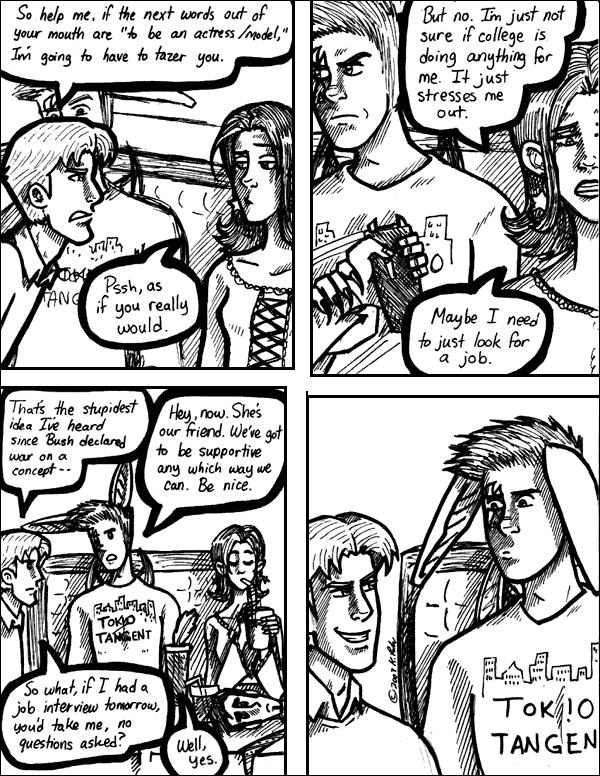 So help me, if the next words out of
your mouth are "to be an actress/model,"
I'm going to have to tazer you.
Pssh, as
if you really
would.
TOKIO
TANG
But no. I'm just not
sure if college is
doing anything for
me. It just
stresses me
out.
O
Maybe I need
to just look for
a job.
That's the stupidest
idea I've heard
since Bush declared
war on a
concept--
Hey, now. She's
our friend. We've got
to be supportive
any which way we
can. Be nice.
TOKIO
TANGENT
So what, if I had a
job interview tomorrow,
you'd take me, no
questions asked?
Well,
yes.
TOK!O
TANGEN